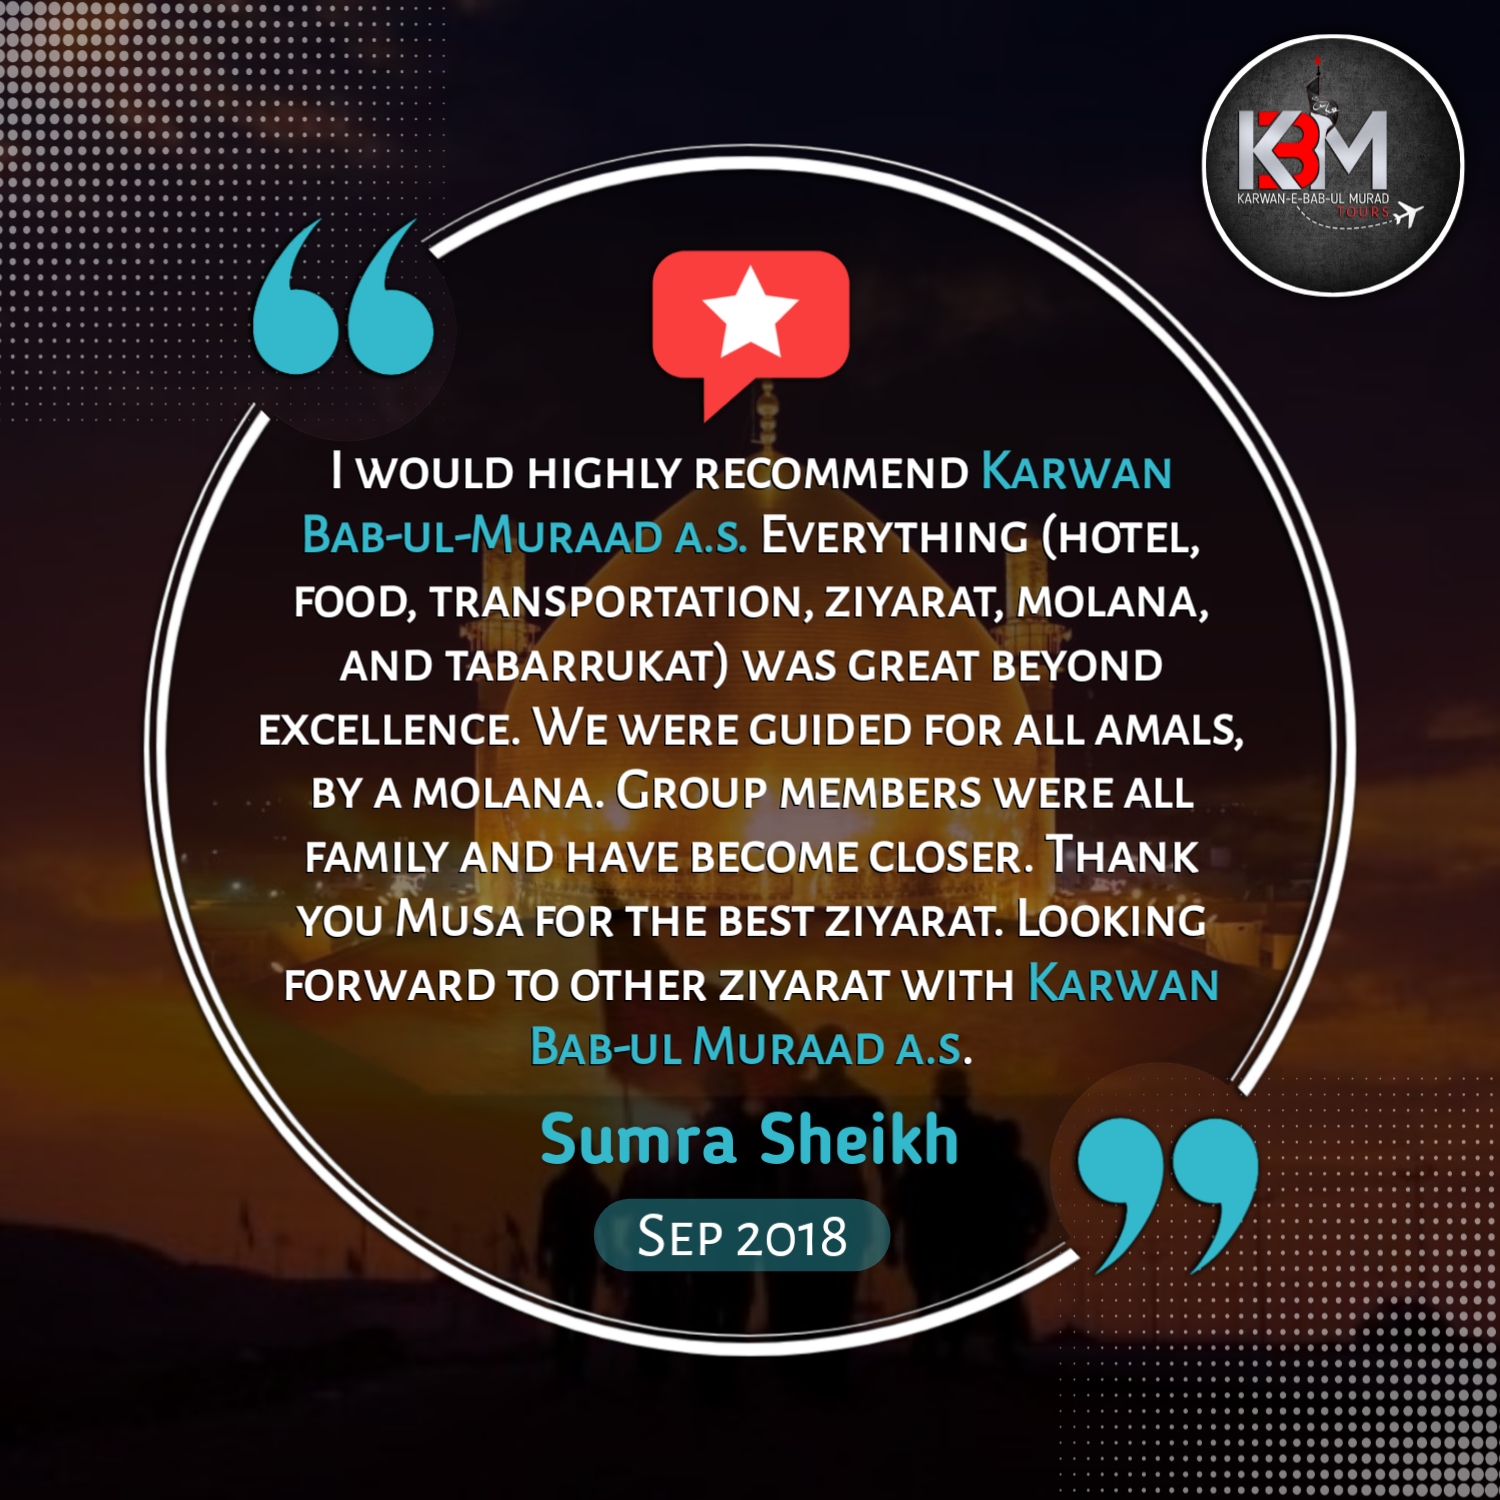 KBM
KARWAN-E-BAB-UL MURAD
TOURS
I would highly recommend Karwan
Bab-ul-Muraad a.s. Everything (hotel,
food, transportation, ziyarat, molana,
and tabarrukat) was great beyond
excellence. We were guided for all amals,
by a molana. Group members were all
family and have become closer. Thank
you Musa for the best ziyarat. Looking
forward to other ziyarat with Karwan
Bab-ul Muraad a.s.
Sumra Sheikh
Sep 2018